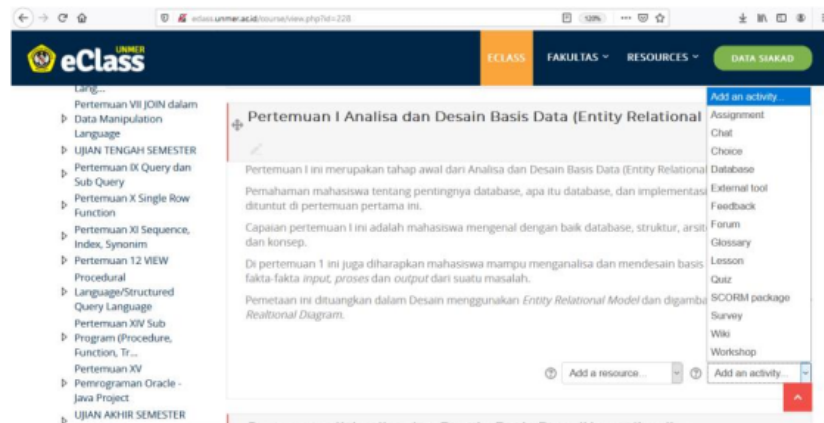 eclass.unmer.ac.id/course/view.php?id=228
120%
UNMER
eClass
ECLASS
FAKULTAS
RESOURCES
DATA SIAKAD
Lang...
Pertemuan VII JOIN dalam
Data Manipulation
Language
UJIAN TENGAH SEMESTER
Pertemuan IX Query dan
Sub Query
Pertemuan X Single Row
Function
Pertemuan XI Sequence,
Index, Synonim
Pertemuan 12 VIEW
Procedural
Language/Structured
Query Language
Pertemuan XIV Sub
Program (Procedure,
Function, Tr...
Pertemuan XV
Pemrograman Oracle -
Java Project
UJIAN AKHIR SEMESTER
Pertemuan I Analisa dan Desain Basis Data (Entity Relational
Pertemuan I ini merupakan tahap awal dari Analisa dan Desain Basis Data (Entity Relational
Pemahaman mahasiswa tentang pentingnya database, apa itu database, dan implementasi
dituntut di pertemuan pertama ini.
Capaian pertemuan I ini adalah mahasiswa mengenal dengan baik database, struktur, arsit
dan konsep.
Di pertemuan 1 ini juga diharapkan mahasiswa mampu menganalisa dan mendesain basis
fakta-fakta input, proses dan output dari suatu masalah.
Pemetaan ini dituangkan dalam Desain menggunakan Entity Relational Model dan digamba
Realtional Diagram.
Add a resource...
Add an activity...
Assignment
Chat
Choice
Database
External tool
Feedback
Forum
Glossary
Lesson
Quiz
SCORM package
Survey
Wiki
Workshop
Add an activity...